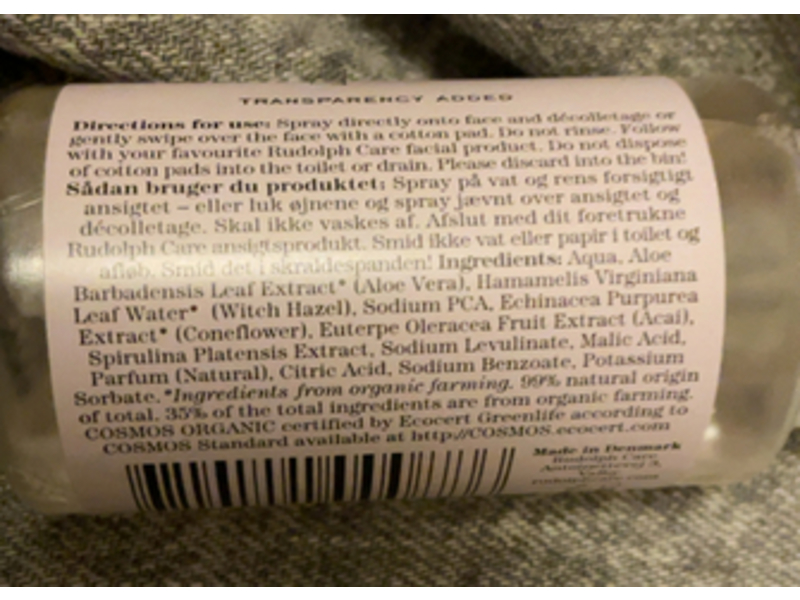 TRANSPARENCY ADDED
Directions for use: Spray directly onto face and décolletage or
gently swipe over the face with a cotton pad. Do not rinse. Follow
with your favourite Rudolph Care facial product. Do not dispose
of cotton pads into the toilet or drain. Please discard into the bin!
Sådan bruger du produktet: Spray på vat og rens forsigtigt
ansigtet – eller luk øjnene og spray jævnt over ansigtet og
décolletage. Skal ikke vaskes af. Afslut med dit foretrukne
Rudolph Care ansigtsprodukt. Smid ikke vat eller papir i toilet og
afløb. Smid det i skraldespanden! Ingredients: Aqua, Aloe
Barbadensis Leaf Extract* (Aloe Vera), Hamamelis Virginiana
Leaf Water* (Witch Hazel), Sodium PCA, Echinacea Purpurea
Extract* (Coneflower), Euterpe Oleracea Fruit Extract (Acai),
Spirulina Platensis Extract, Sodium Levulinate, Malic Acid,
Parfum (Natural), Citric Acid, Sodium Benzoate, Potassium
Sorbate. *Ingredients from organic farming. 99% natural origin
of total. 35% of the total ingredients are from organic farming.
COSMOS ORGANIC certified by Ecocert Greenlife according to
COSMOS Standard available at http://COSMOS.ecocert.com
Made in Denmark
Rudolph Care